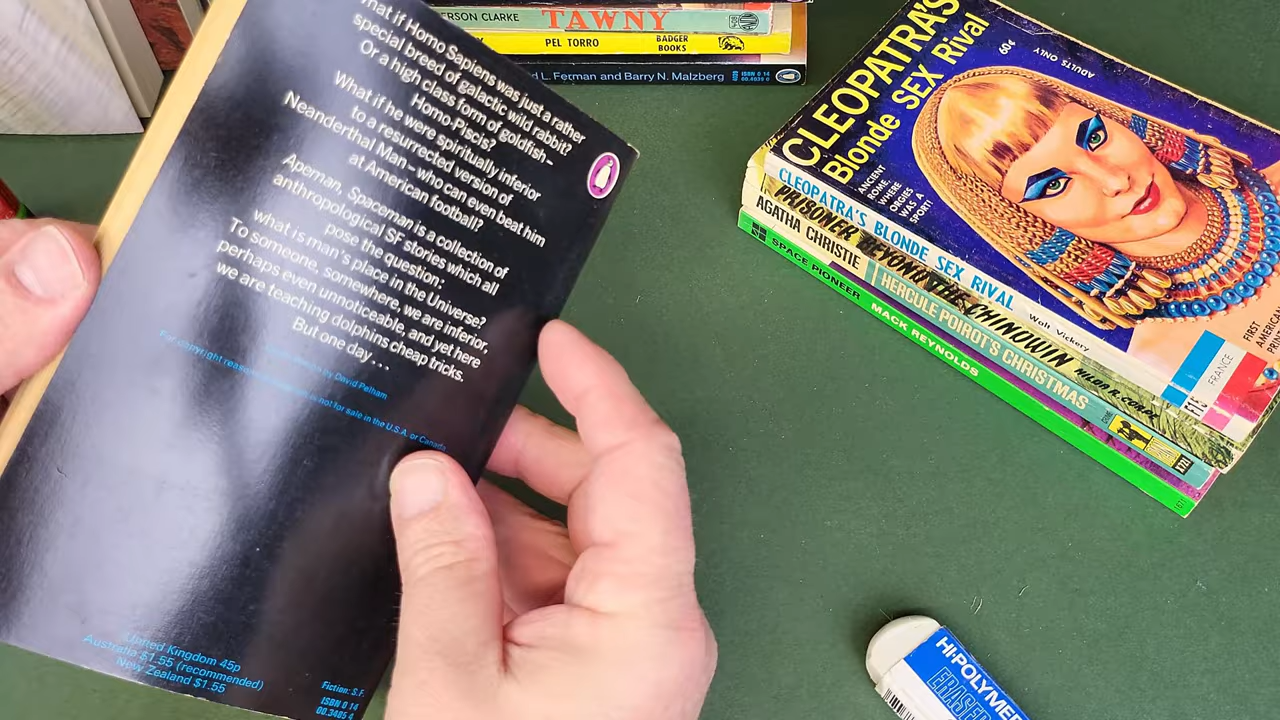 hat if Homo Sapiens was just a rather
special breed of galactic wild rabbit?
Or a high class form of goldfish–
Homo-Piscis?
What if he were spiritually inferior
to a resurrected version of
Neanderthal Man – who can even beat him
at American football?
Apeman, Spaceman is a collection of
anthropological SF stories which all
pose the question:
what is man's place in the Universe?
To someone, somewhere, we are inferior,
perhaps even unnoticeable, and yet here
we are teaching dolphins cheap tricks.
But one day . . .
by David Pelham
For copyright reasons is not for sale in the U.S.A. or Canada
United Kingdom 45p
Australia $1.55 (recommended)
New Zealand $1.55
Fiction: S.F.
ISBN 0 14
00.3485 4
ERSON CLARKE TAWNY
PEL TORRO BADGER
BOOKS
d L. Ferman and Barry N. Malzberg ISBN 0 14
CLEOPATRA'S
Blonde SEX Rival
60¢
ADULTS ONLY
ANCIENT
ROME,
WHERE
ORGIES
WAS A
SPORT!
FRANCE
FIRST
AMERICA
CLEOPATRA'S BLONDE SEX RIVAL Walt Vickery
PRISONER BEYOND THE CHINDWIN
AGATHA CHRISTIE HERCULE POIROT'S CHRISTMAS
SPACE PIONEER MACK REYNOLDS
HI-POLYME
ERASE